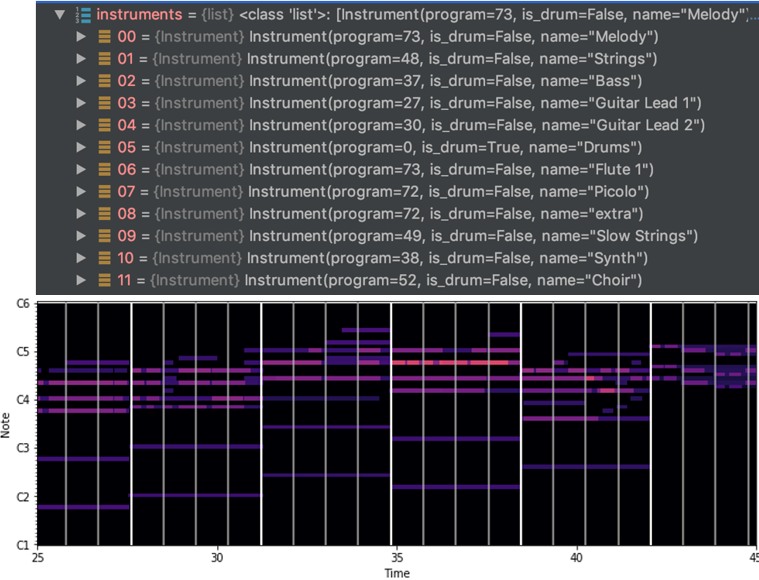 instruments = {list} <class 'list'>: [Instrument(program=73, is_drum=False, name="Melody"),...
00 = {Instrument} Instrument(program=73, is_drum=False, name="Melody")
01 = {Instrument} Instrument(program=48, is_drum=False, name="Strings")
02 = {Instrument} Instrument(program=37, is_drum=False, name="Bass")
03 = {Instrument} Instrument(program=27, is_drum=False, name="Guitar Lead 1")
04 = {Instrument} Instrument(program=30, is_drum=False, name="Guitar Lead 2")
05 = {Instrument} Instrument(program=0, is_drum=True, name="Drums")
06 = {Instrument} Instrument(program=73, is_drum=False, name="Flute 1")
07 = {Instrument} Instrument(program=72, is_drum=False, name="Picolo")
08 = {Instrument} Instrument(program=72, is_drum=False, name="extra")
09 = {Instrument} Instrument(program=49, is_drum=False, name="Slow Strings")
10 = {Instrument} Instrument(program=38, is_drum=False, name="Synth")
11 = {Instrument} Instrument(program=52, is_drum=False, name="Choir")
C6
C5
C4
Note
C3
C2
C1
25 30 35 40 45
Time